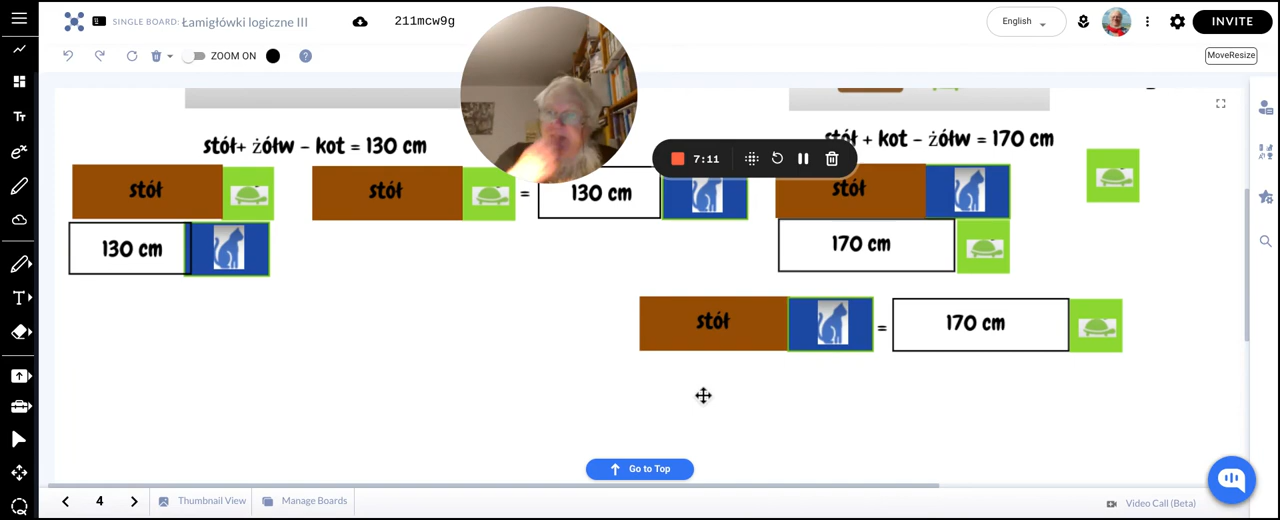 SINGLE BOARD: Łamigłówki logiczne III
211mcw9g
English
INVITE
ZOOM ON
MoveResize
stół+ żółw – kot = 130 cm
7:11
stół + kot – żółw = 170 cm
stół
stół
=
130 cm
stół
130 cm
170 cm
stół
=
170 cm
Go to Top
4
Thumbnail View
Manage Boards
Video Call (Beta)